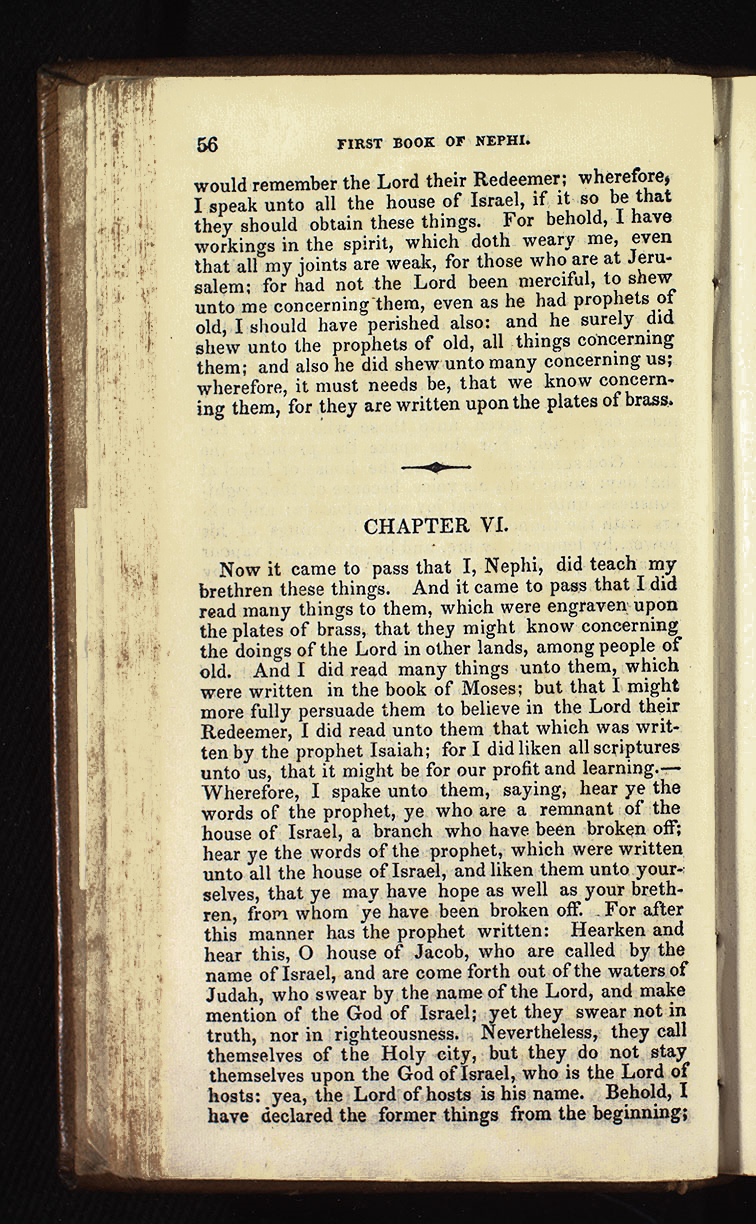 56 FIRST BOOK OF NEPHI.
would remember the Lord their Redeemer; wherefore,
I speak unto all the house of Israel, if it so be that
they should obtain these things. For behold, I have
workings in the spirit, which doth weary me, even
that all my joints are weak, for those who are at Jeru-
salem; for had not the Lord been merciful, to shew
unto me concerning them, even as he had prophets of
old, I should have perished also: and he surely did
shew unto the prophets of old, all things concerning
them; and also he did shew unto many concerning us;
wherefore, it must needs be, that we know concern-
ing them, for they are written upon the plates of brass.
CHAPTER VI.
Now it came to pass that I, Nephi, did teach my
brethren these things. And it came to pass that I did
read many things to them, which were engraven upon
the plates of brass, that they might know concerning
the doings of the Lord in other lands, among people of
old. And I did read many things unto them, which
were written in the book of Moses; but that I might
more fully persuade them to believe in the Lord their
Redeemer, I did read unto them that which was writ-
ten by the prophet Isaiah; for I did liken all scriptures
unto us, that it might be for our profit and learning.—
Wherefore, I spake unto them, saying, hear ye the
words of the prophet, ye who are a remnant of the
house of Israel, a branch who have been broken off;
hear ye the words of the prophet, which were written
unto all the house of Israel, and liken them unto your-
selves, that ye may have hope as well as your breth-
ren, from whom ye have been broken off. For after
this manner has the prophet written: Hearken and
hear this, O house of Jacob, who are called by the
name of Israel, and are come forth out of the waters of
Judah, who swear by the name of the Lord, and make
mention of the God of Israel; yet they swear not in
truth, nor in righteousness. Nevertheless, they call
themselves of the Holy city, but they do not stay
themselves upon the God of Israel, who is the Lord of
hosts: yea, the Lord of hosts is his name. Behold, I
have declared the former things from the beginning;